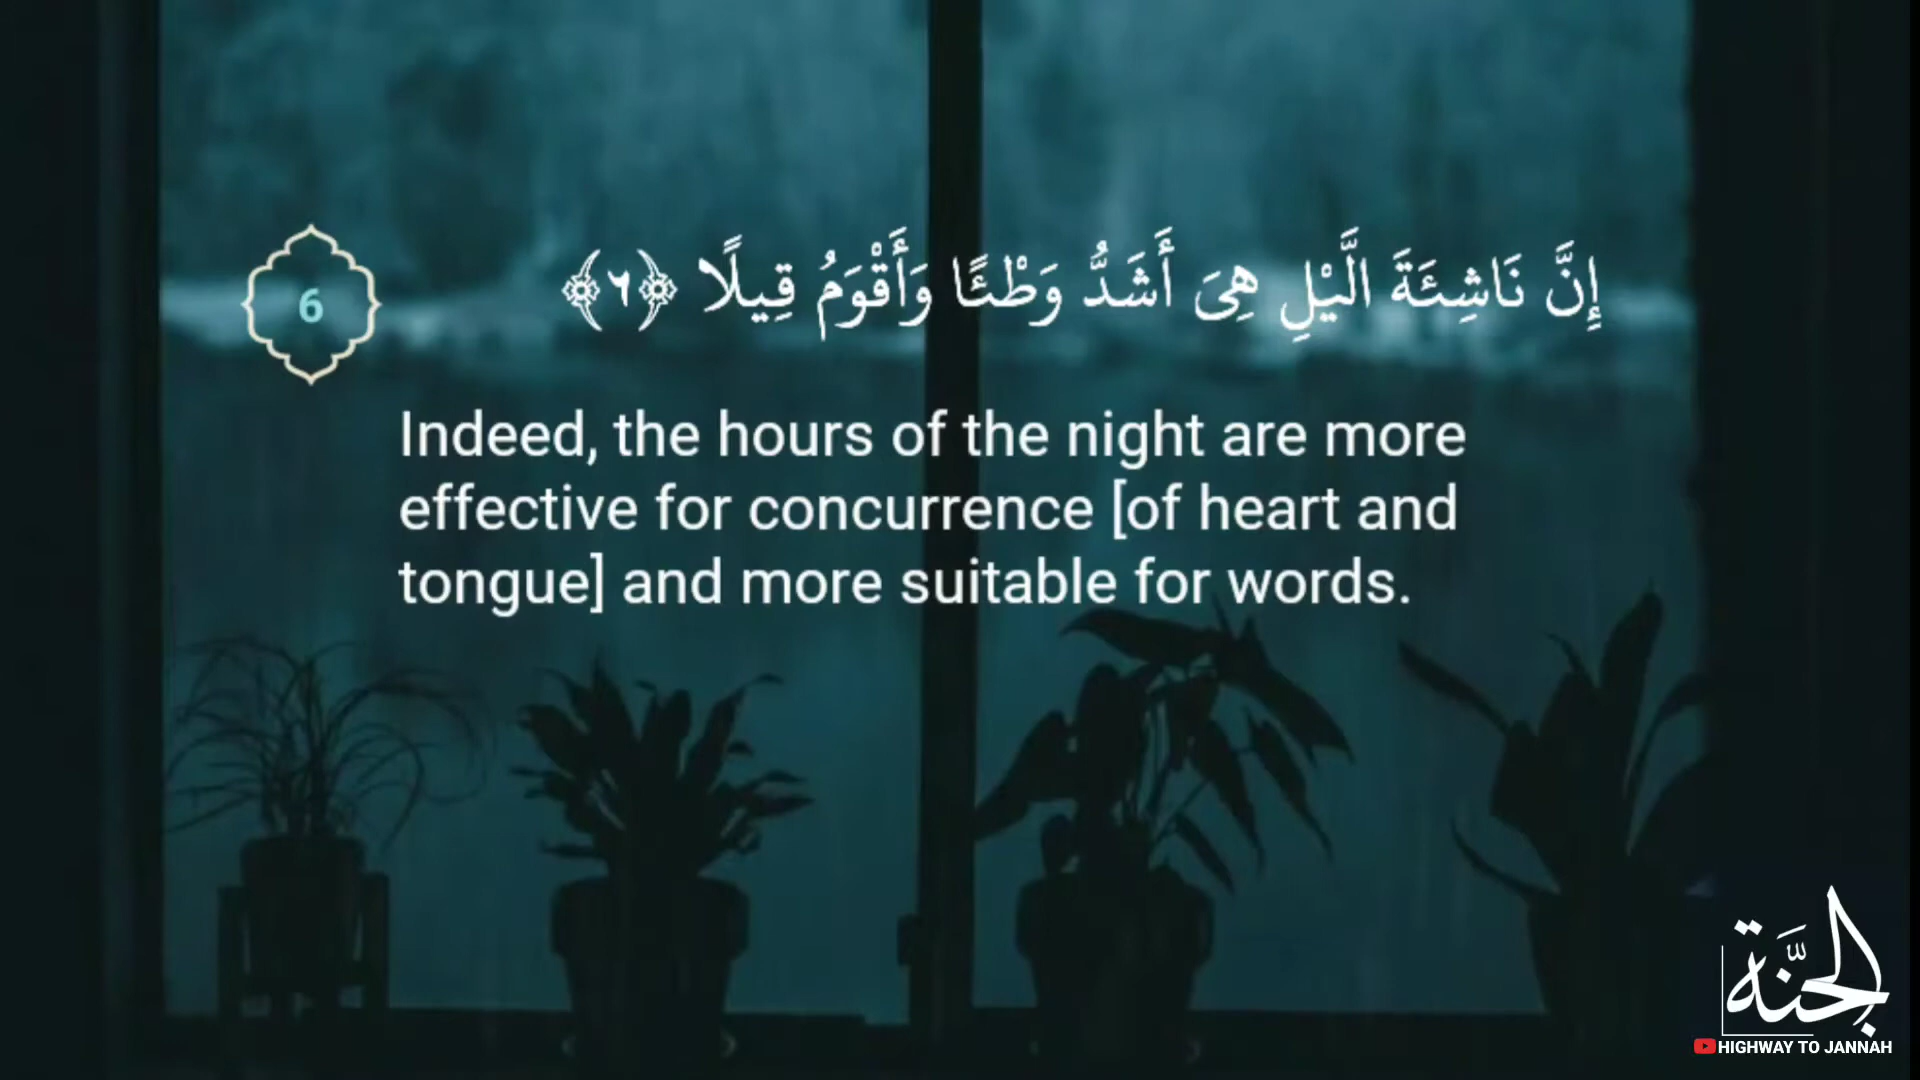 6
إِنَّ نَاشِئَةَ الَّيْلِ هِىَ أَشَدُّ وَطْـًٔا وَأَقْوَمُ قِيلًا ﴿٦﴾
Indeed, the hours of the night are more
effective for concurrence [of heart and
tongue] and more suitable for words.
الجنَّة
HIGHWAY TO JANNAH